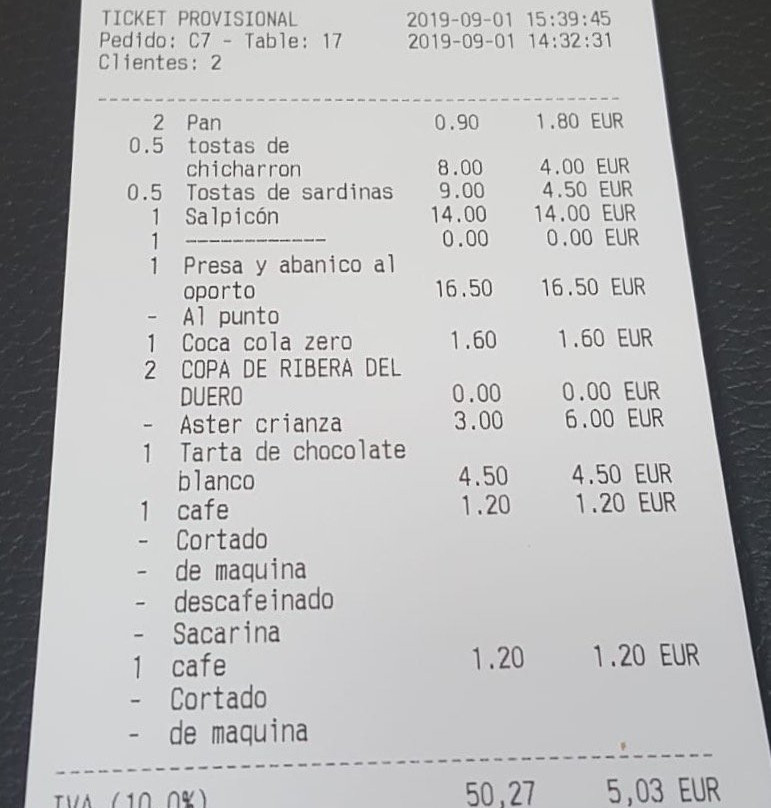 TICKET PROVISIONAL 2019-09-01 15:39:45
Pedido: C7 - Table: 17 2019-09-01 14:32:31
Clientes: 2
--------------------------------------------------
2 Pan 0.90 1.80 EUR
0.5 tostas de
chicharron 8.00 4.00 EUR
0.5 Tostas de sardinas 9.00 4.50 EUR
1 Salpicón 14.00 14.00 EUR
1 ------------ 0.00 0.00 EUR
1 Presa y abanico al
oporto 16.50 16.50 EUR
- Al punto
1 Coca cola zero 1.60 1.60 EUR
2 COPA DE RIBERA DEL
DUERO 0.00 0.00 EUR
- Aster crianza 3.00 6.00 EUR
1 Tarta de chocolate
blanco 4.50 4.50 EUR
1 cafe 1.20 1.20 EUR
- Cortado
- de maquina
- descafeinado
- Sacarina
1 cafe 1.20 1.20 EUR
- Cortado
- de maquina
--------------------------------------------------
IVA (10.0%) 50,27 5,03 EUR